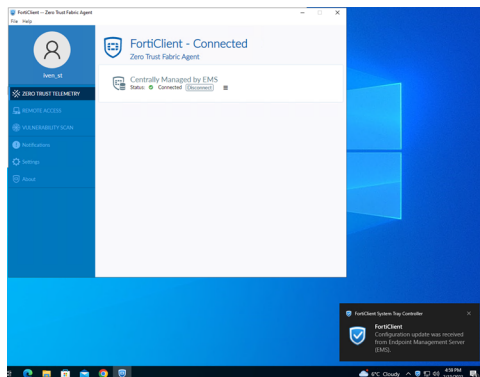 FortiClient -- Zero Trust Fabric Agent
File Help
FortiClient - Connected
Zero Trust Fabric Agent
Iven_st
Centrally Managed by EMS
Status: Connected Disconnect
ZERO TRUST TELEMETRY
REMOTE ACCESS
VULNERABILITY SCAN
Notifications
Settings
About
FortiClient System Tray Controller
FortiClient
Configuration update was received
from Endpoint Management Server
(EMS).
6°C Cloudy
4:58 PM